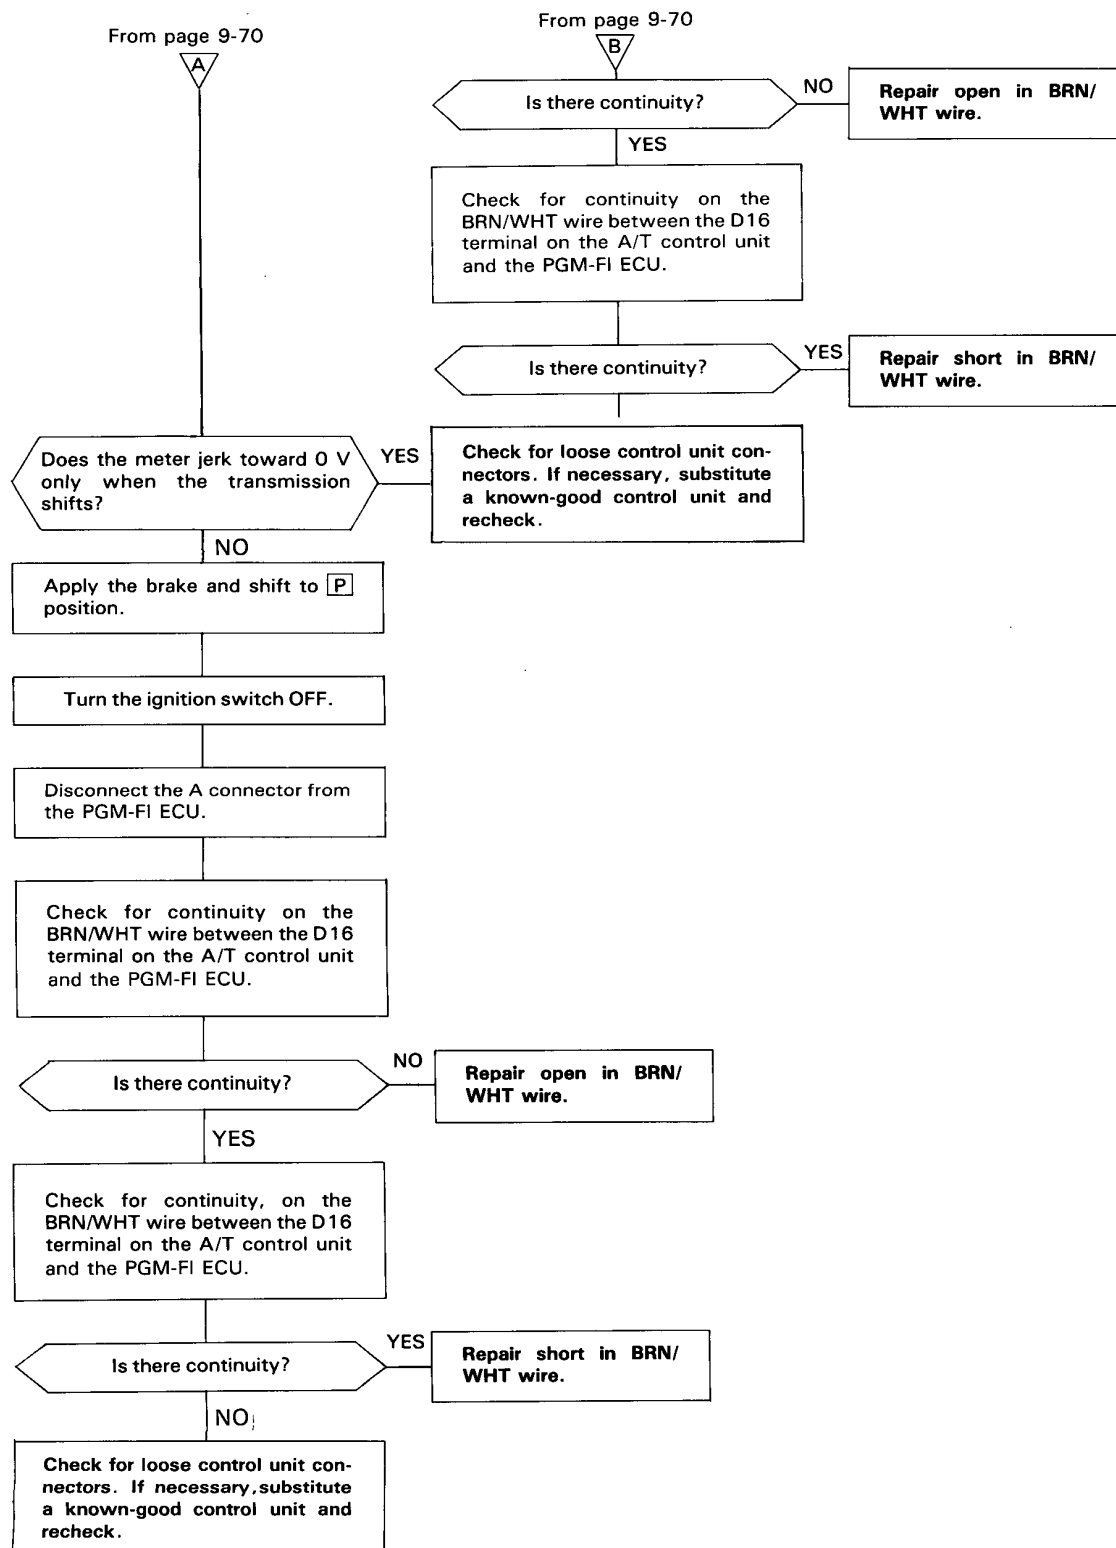 From page 9-70
A
Does the meter jerk toward 0 V
only when the transmission
shifts?
YES
NO
Apply the brake and shift to P
position.
Turn the ignition switch OFF.
Disconnect the A connector from
the PGM-FI ECU.
Check for continuity on the
BRN/WHT wire between the D16
terminal on the A/T control unit
and the PGM-FI ECU.
Is there continuity?
NO
Repair open in BRN/
WHT wire.
YES
Check for continuity, on the
BRN/WHT wire between the D16
terminal on the A/T control unit
and the PGM-FI ECU.
Is there continuity?
YES
Repair short in BRN/
WHT wire.
NO
Check for loose control unit con-
nectors. If necessary, substitute
a known-good control unit and
recheck.
From page 9-70
B
Is there continuity?
NO
Repair open in BRN/
WHT wire.
YES
Check for continuity on the
BRN/WHT wire between the D16
terminal on the A/T control unit
and the PGM-FI ECU.
Is there continuity?
YES
Repair short in BRN/
WHT wire.
Check for loose control unit con-
nectors. If necessary, substitute
a known-good control unit and
recheck.